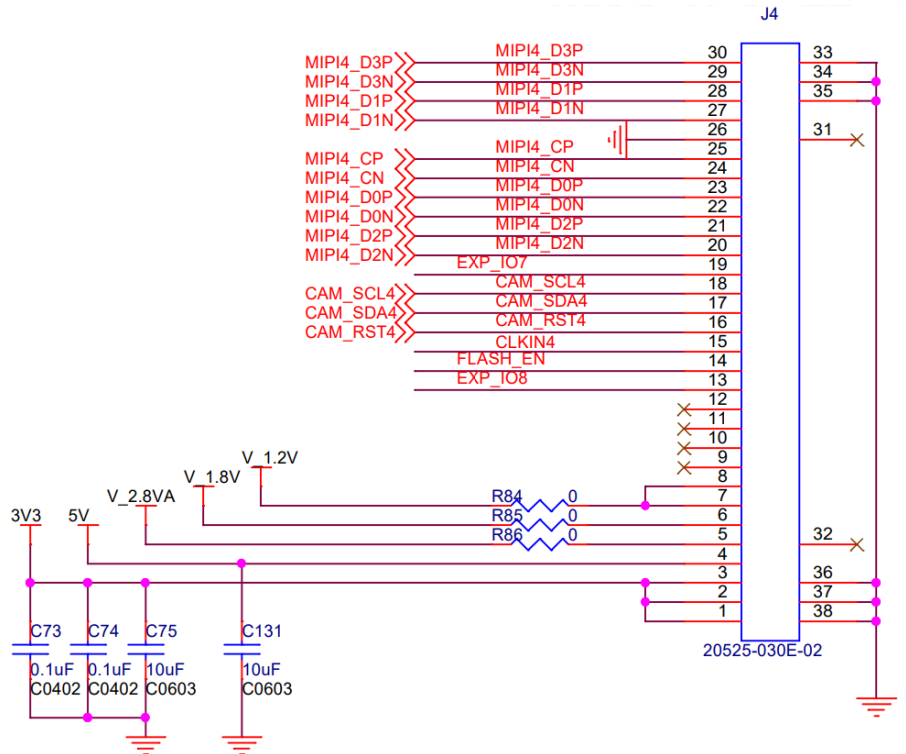 J4
MIPI4_D3P MIPI4_D3P 30 33
MIPI4_D3N MIPI4_D3N 29 34
MIPI4_D1P MIPI4_D1P 28 35
MIPI4_D1N MIPI4_D1N 27
26 31
MIPI4_CP MIPI4_CP 25
MIPI4_CN MIPI4_CN 24
MIPI4_D0P MIPI4_D0P 23
MIPI4_D0N MIPI4_D0N 22
MIPI4_D2P MIPI4_D2P 21
MIPI4_D2N MIPI4_D2N 20
EXP_IO7 19
CAM_SCL4 CAM_SCL4 18
CAM_SDA4 CAM_SDA4 17
CAM_RST4 CAM_RST4 16
CLKIN4 15
FLASH_EN 14
EXP_IO8 13
12
11
10
9
V_1.2V 8
V_1.8V R84 0 7
V_2.8VA R85 0 6
3V3 5V R86 0 5 32
4
3 36
2 37
1 38
C73 C74 C75 C131
0.1uF 0.1uF 10uF 10uF
C0402 C0402 C0603 C0603
20525-030E-02